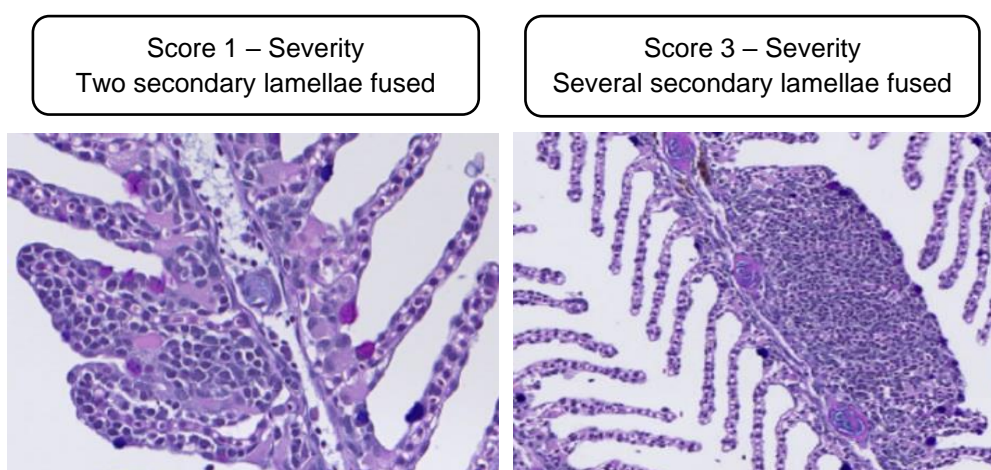 Score 1 – Severity
Two secondary lamellae fused
Score 3 – Severity
Several secondary lamellae fused